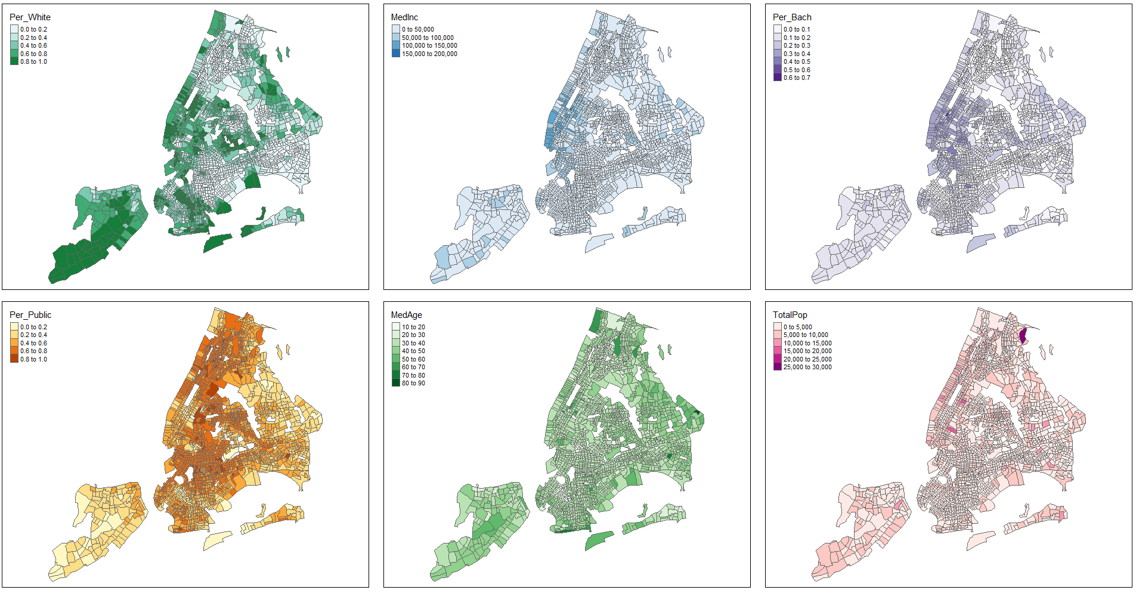 Per_White
0.0 to 0.2
0.2 to 0.4
0.4 to 0.6
0.6 to 0.8
0.8 to 1.0
MedInc
0 to 50,000
50,000 to 100,000
100,000 to 150,000
150,000 to 200,000
Per_Bach
0.0 to 0.1
0.1 to 0.2
0.2 to 0.3
0.3 to 0.4
0.4 to 0.5
0.5 to 0.6
0.6 to 0.7
Per_Public
0.0 to 0.2
0.2 to 0.4
0.4 to 0.6
0.6 to 0.8
0.8 to 1.0
MedAge
10 to 20
20 to 30
30 to 40
40 to 50
50 to 60
60 to 70
70 to 80
80 to 90
TotalPop
0 to 5,000
5,000 to 10,000
10,000 to 15,000
15,000 to 20,000
20,000 to 25,000
25,000 to 30,000